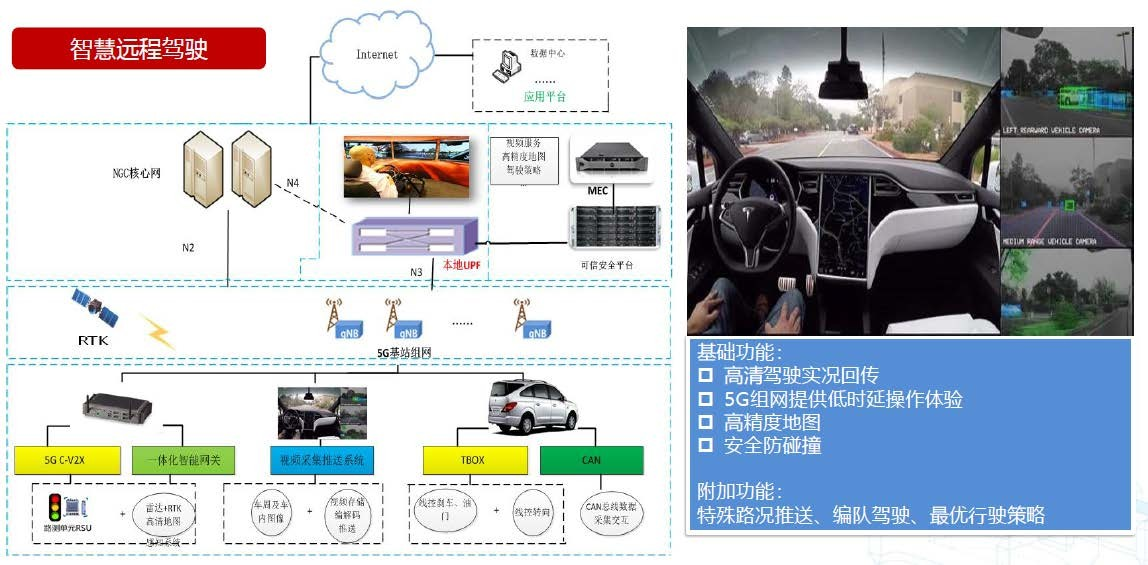 智慧远程驾驶
Internet
数据中心
......
应用平台
NGC核心网
N4
N2
视频服务
高精度地图
驾驶策略
...
MEC
本地UPF
可信安全平台
N3
RTK
gNB
gNB
......
gNB
5G基站组网
5G C-V2X
一体化智能网关
视频采集推送系统
TBOX
CAN
路测单元RSU
+
雷达+RTK
高清地图
感知系统
车周及车
内图像
+
视频存储
编解码
推送
线控刹车、油
门
+
线控转向
CAN总线数据
采集交互
LEFT REARWARD VEHICLE CAMERA
MEDIUM RANGE VEHICLE CAMERA
基础功能：
高清驾驶实况回传
5G组网提供低时延操作体验
高精度地图
安全防碰撞
附加功能：
特殊路况推送、编队驾驶、最优行驶策略